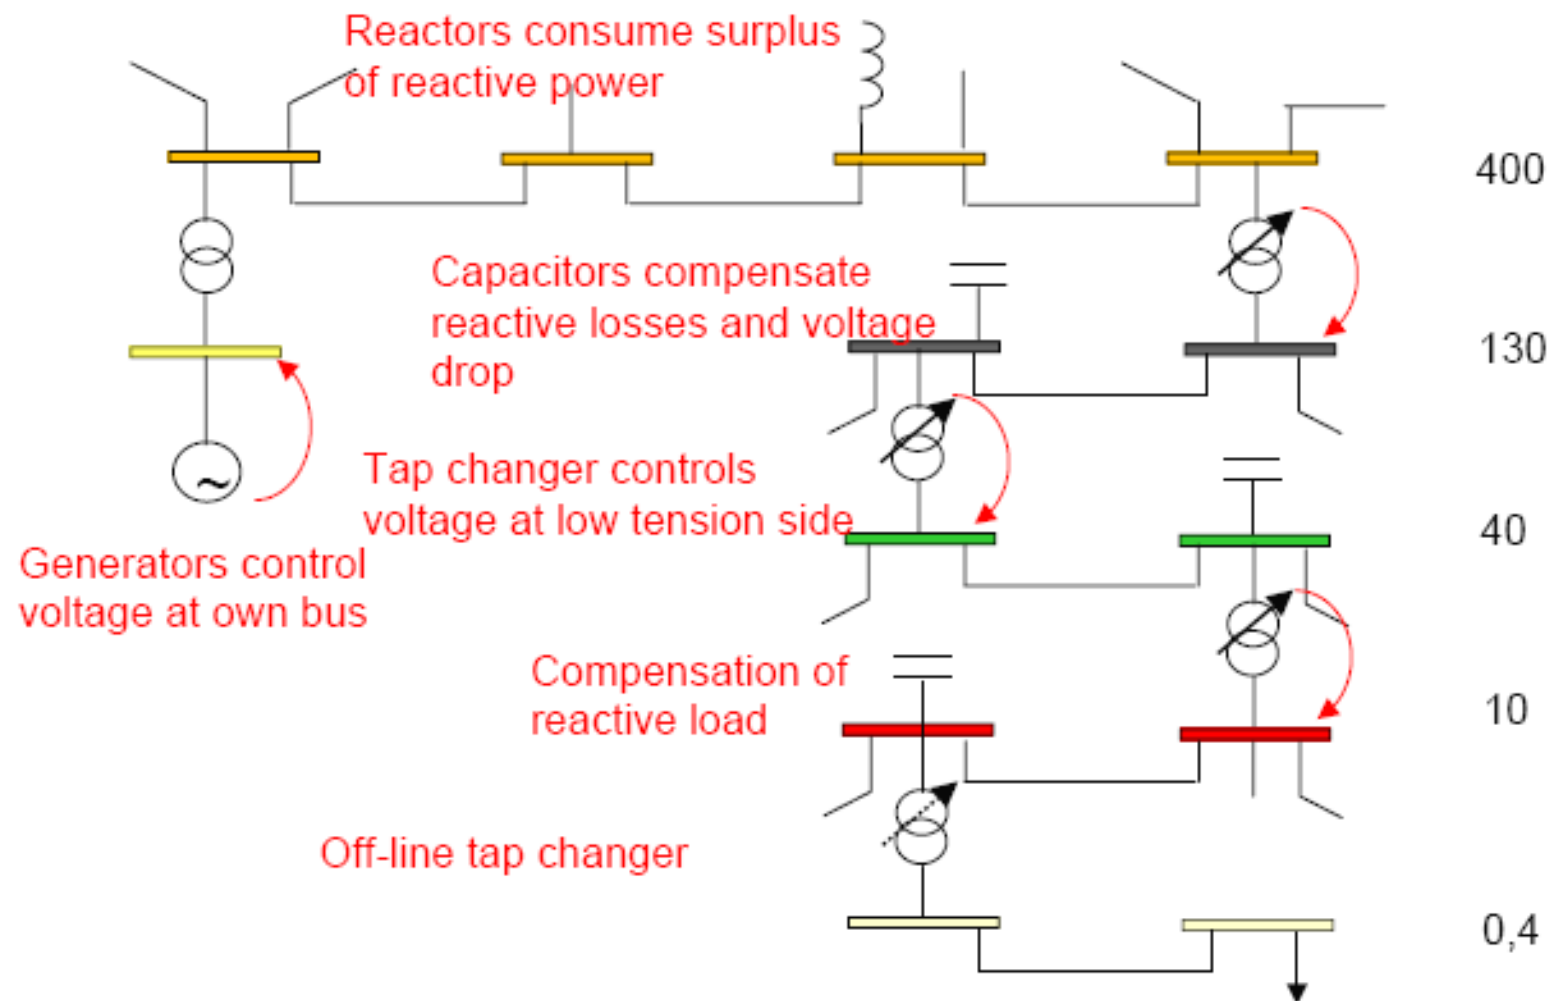 Reactors consume surplus
of reactive power
400
Capacitors compensate
reactive losses and voltage
drop
130
Tap changer controls
voltage at low tension side
40
Generators control
voltage at own bus
Compensation of
reactive load
10
Off-line tap changer
0,4
~